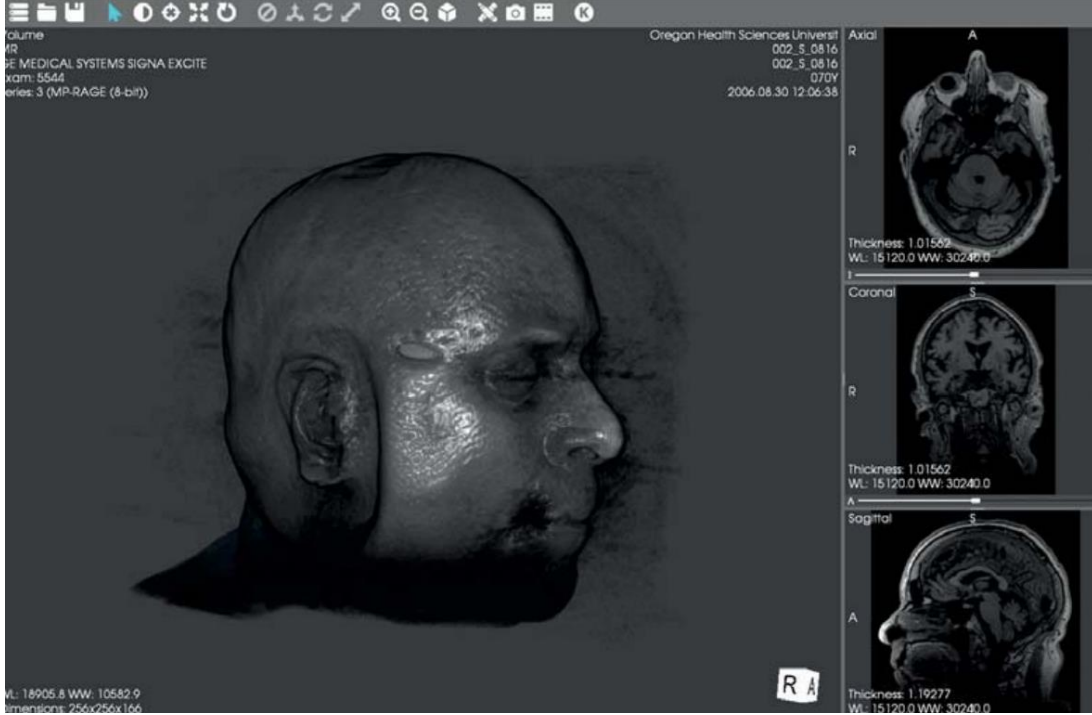 olume
MR
GE MEDICAL SYSTEMS SIGNA EXCITE
xam: 5544
eries: 3 (MP-RAGE (8-bit))
Oregon Health Sciences Universit
002_S_0816
002_S_0816
070Y
2006.08.30 12:06:38
WL: 18905.8 WW: 10582.9
Dimensions: 256x256x166
R A
K
Axial
A
R
Thickness: 1.01562
WL: 15120.0 WW: 30240.0
I
Coronal
S
R
Thickness: 1.01562
WL: 15120.0 WW: 30240.0
A
Sagittal
S
A
Thickness: 1.19277
WL: 15120.0 WW: 30240.0